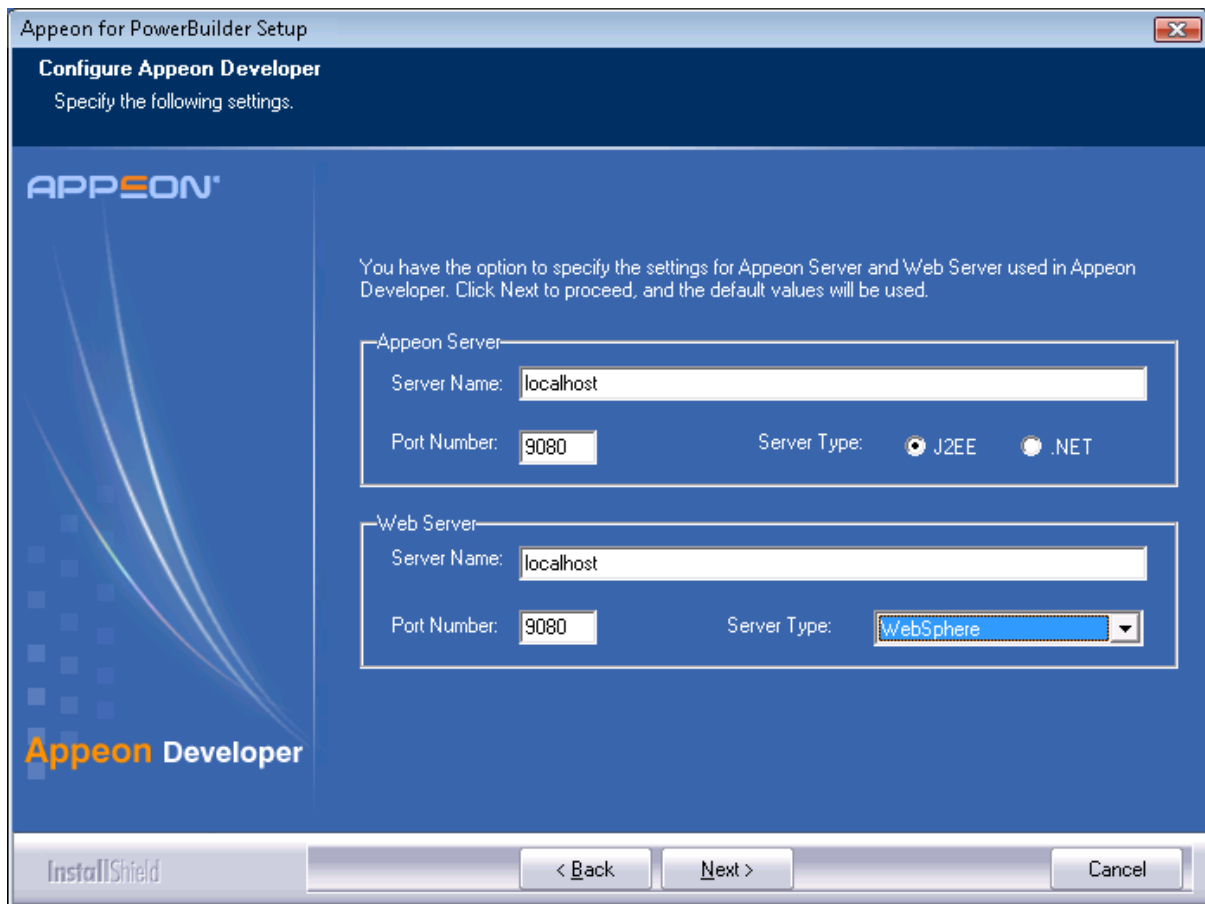 Appeon for PowerBuilder Setup
Configure Appeon Developer
Specify the following settings.
APPEON
You have the option to specify the settings for Appeon Server and Web Server used in Appeon
Developer. Click Next to proceed, and the default values will be used.
Appeon Server
Server Name: localhost
Port Number: 9080 Server Type: J2EE .NET
Web Server
Server Name: localhost
Port Number: 9080 Server Type: WebSphere
Appeon Developer
InstallShield < Back Next > Cancel